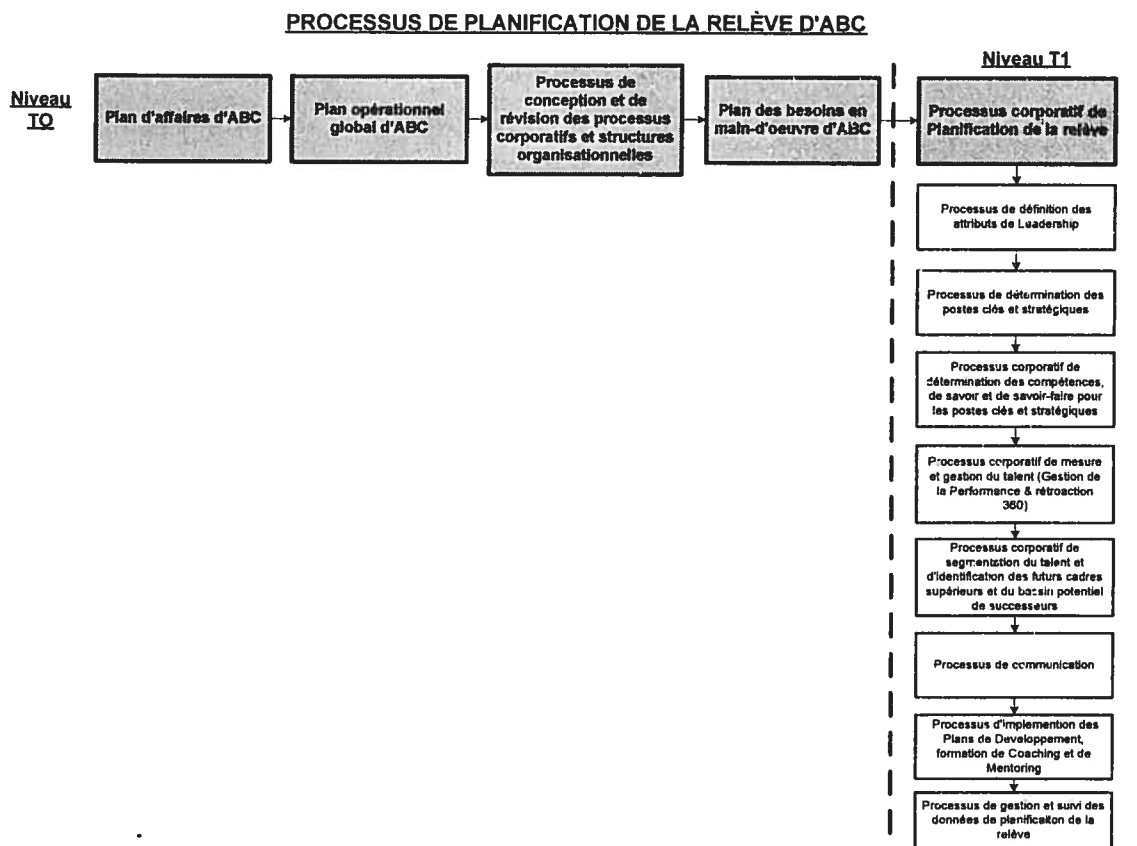 PROCESSUS DE PLANIFICATION DE LA RELÈVE D'ABC
Niveau T1
Niveau
TO
Plan d'affaires d'ABC
Plan opérationnel
global d'ABC
Processus de
conception et de
révision des processus
corporatifs et structures
organisationnelles
Plan des besoins en
main-d'oeuvre d'ABC
Processus corporatif de
Planification de la relève
Processus de définition des
attributs de Leadership
Processus de détermination des
postes clés et stratégiques
Processus corporatif de
détermination des compétences,
de savoir et de savoir-faire pour
les postes clés et stratégiques
Processus corporatif de mesure
et gestion du talent (Gestion de
la Performance & rétroaction
360)
Processus corporatif de
segmentation du talent et
d'identification des futurs cadres
supérieurs et du bassin potentiel
de successeurs
Processus de communication
Processus d'implemention des
Plans de Developpement,
formation de Coaching et de
Mentoring
Processus de gestion et suivi des
données de planificaiton de la
relève